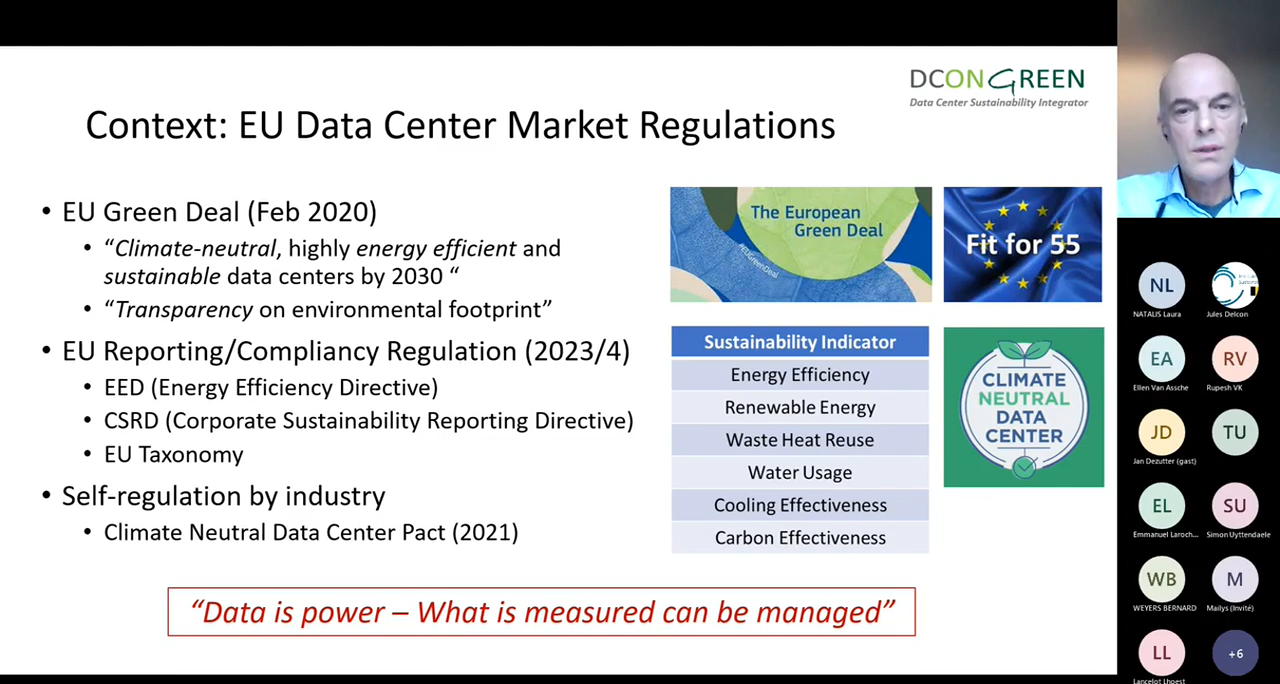 DCONGREEN
Data Center Sustainability Integrator
Context: EU Data Center Market Regulations
• EU Green Deal (Feb 2020)
• “Climate-neutral, highly energy efficient and
sustainable data centers by 2030 “
• “Transparency on environmental footprint”
• EU Reporting/Compliancy Regulation (2023/4)
• EED (Energy Efficiency Directive)
• CSRD (Corporate Sustainability Reporting Directive)
• EU Taxonomy
• Self-regulation by industry
• Climate Neutral Data Center Pact (2021)
The European
Green Deal
#EUGreenDeal
Fit for 55
Sustainability Indicator
Energy Efficiency
Renewable Energy
Waste Heat Reuse
Water Usage
Cooling Effectiveness
Carbon Effectiveness
CLIMATE
NEUTRAL
DATA
CENTER
“Data is power – What is measured can be managed”
NL
NATALIS Laura
Jules Delcon
EA
Ellen Van Assche
RV
Rupesh VK
JD
Jan Dezutter (gast)
TU
EL
Emmanuel Laroch...
SU
Simon Uyttendaele
WB
WEYERS BERNARD
M
Maïlys (Invité)
LL
Lancelot Lhoest
+6